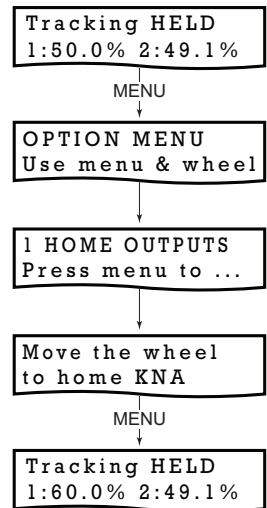 Tracking HELD
1:50.0% 2:49.1%
MENU
OPTION MENU
Use menu & wheel
1 HOME OUTPUTS
Press menu to ...
Move the wheel
to home KNA
MENU
Tracking HELD
1:60.0% 2:49.1%